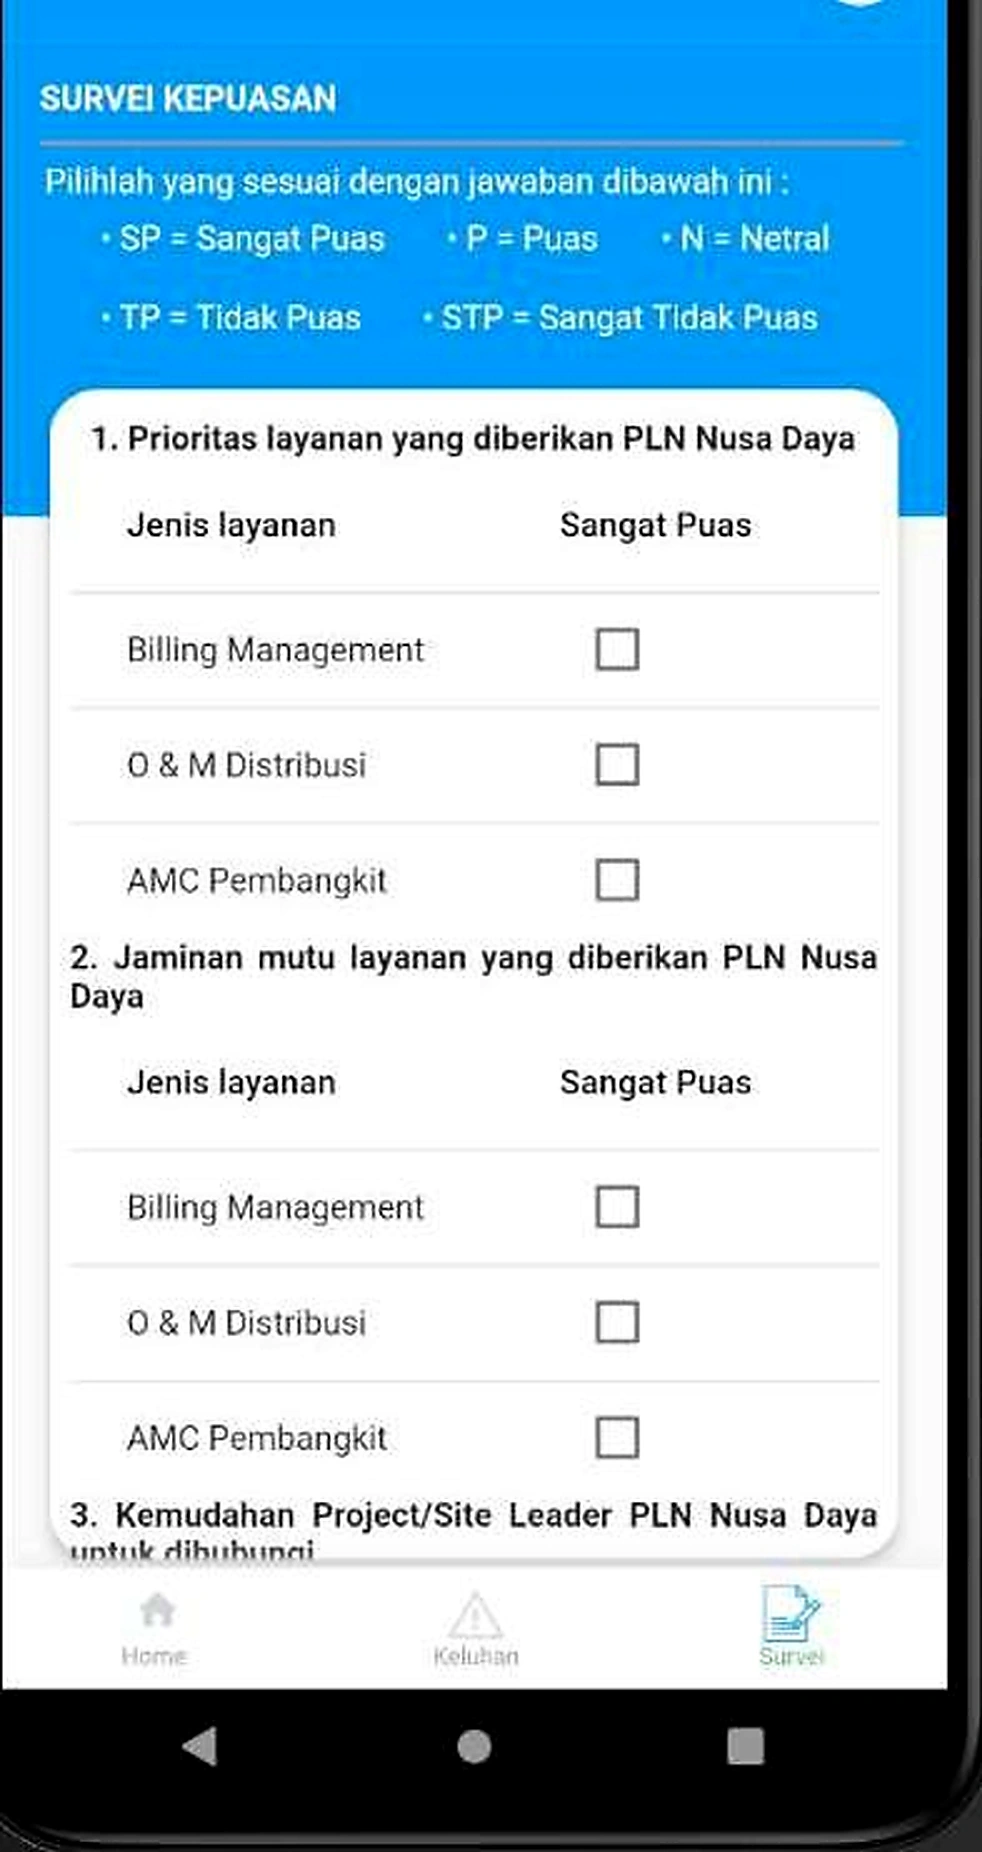 SURVEI KEPUASAN
Pilihlah yang sesuai dengan jawaban dibawah ini :
• SP = Sangat Puas • P = Puas • N = Netral
• TP = Tidak Puas • STP = Sangat Tidak Puas
1. Prioritas layanan yang diberikan PLN Nusa Daya
Jenis layanan Sangat Puas
Billing Management
O & M Distribusi
AMC Pembangkit
2. Jaminan mutu layanan yang diberikan PLN Nusa
Daya
Jenis layanan Sangat Puas
Billing Management
O & M Distribusi
AMC Pembangkit
3. Kemudahan Project/Site Leader PLN Nusa Daya
untuk dihubungi
Home Keluhan Survei